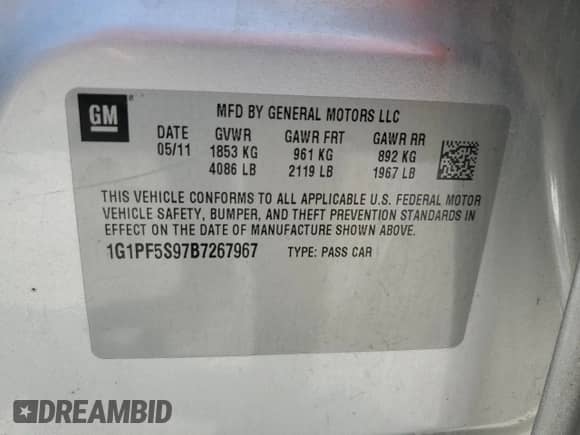 GM
MFD BY GENERAL MOTORS LLC
DATE GVWR GAWR FRT GAWR RR
05/11 1853 KG 961 KG 892 KG
4086 LB 2119 LB 1967 LB
THIS VEHICLE CONFORMS TO ALL APPLICABLE U.S. FEDERAL MOTOR
VEHICLE SAFETY, BUMPER, AND THEFT PREVENTION STANDARDS IN
EFFECT ON THE DATE OF MANUFACTURE SHOWN ABOVE.
1G1PF5S97B7267967 TYPE: PASS CAR
DREAMBID